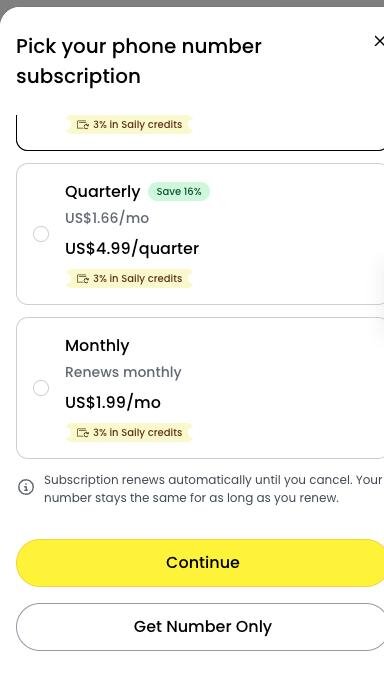 Pick your phone number
subscription
3% in Saily credits
Quarterly Save 16%
US$1.66/mo
US$4.99/quarter
3% in Saily credits
Monthly
Renews monthly
US$1.99/mo
3% in Saily credits
Subscription renews automatically until you cancel. Your
number stays the same for as long as you renew.
Continue
Get Number Only